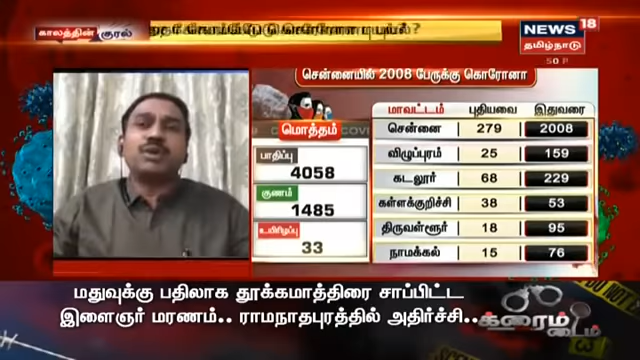 காலத்தின் குரல்
NEWS 18
தமிழ்நாடு
சென்னையில் 2008 பேருக்கு கொரோனா
மொத்தம்
பாதிப்பு
4058
குணம்
1485
உயிரிழப்பு
33
மாவட்டம் புதியவை இதுவரை
சென்னை 279 2008
விழுப்புரம் 25 159
கடலூர் 68 229
கள்ளக்குறிச்சி 38 53
திருவள்ளூர் 18 95
நாமக்கல் 15 76
மதுவுக்கு பதிலாக தூக்கமாத்திரை சாப்பிட்ட
இளைஞர் மரணம்.. ராமநாதபுரத்தில் அதிர்ச்சி..
க்ரைம் டைம்